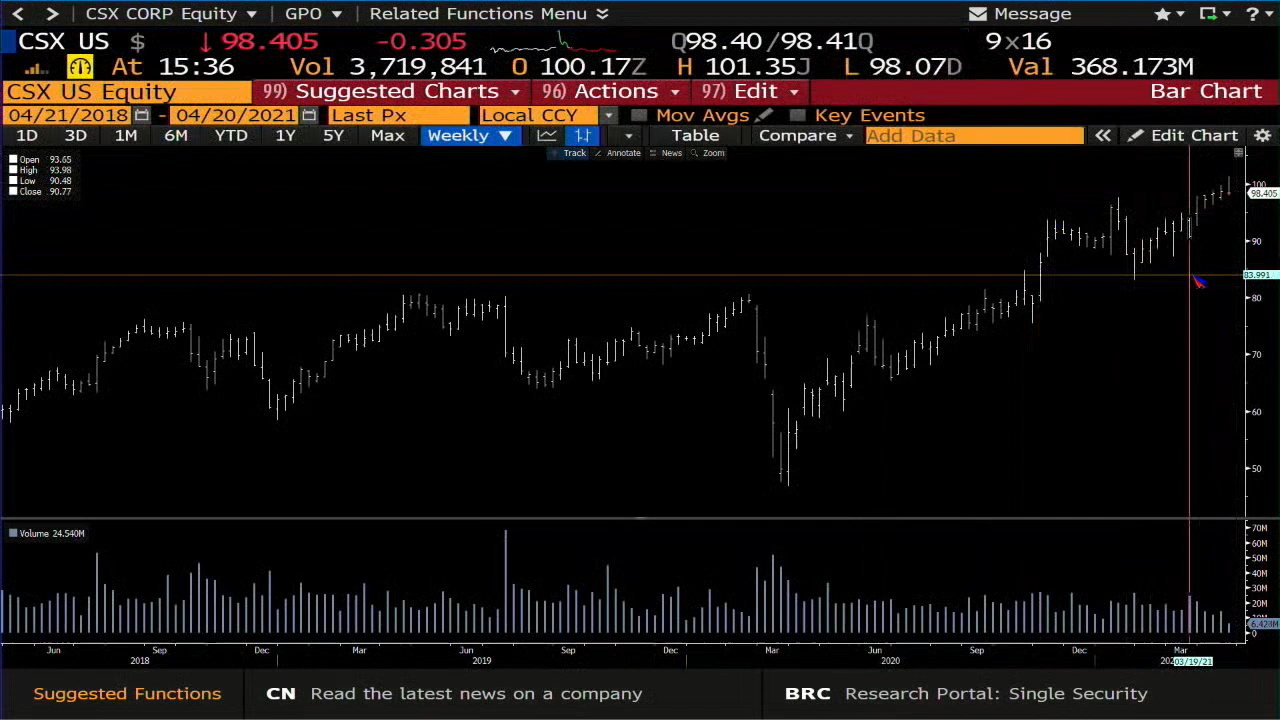 CSX CORP Equity GPO Related Functions Menu Message ?
CSX US $ ↓98.405 -0.305 Q98.40/98.41Q 9x16
At 15:36 Vol 3,719,841 O 100.17Z H 101.35J L 98.07D Val 368.173M
CSX US Equity 99) Suggested Charts 96) Actions 97) Edit Bar Chart
04/21/2018 - 04/20/2021 Last Px Local CCY Mov Avgs Key Events
1D 3D 1M 6M YTD 1Y 5Y Max Weekly ▼ Table Compare Add Data « Edit Chart
Track Annotate News Zoom
Open 93.65
High 93.98
Low 90.48
Close 90.77
100
98.405
90
83.991
80
70
60
50
Volume 24.540M
70M
60M
50M
40M
30M
20M
10M
0
Jun Sep Dec Mar Jun Sep Dec Mar Jun Sep Dec Mar
2018 2019 2020 03/19/21
Suggested Functions CN Read the latest news on a company BRC Research Portal: Single Security